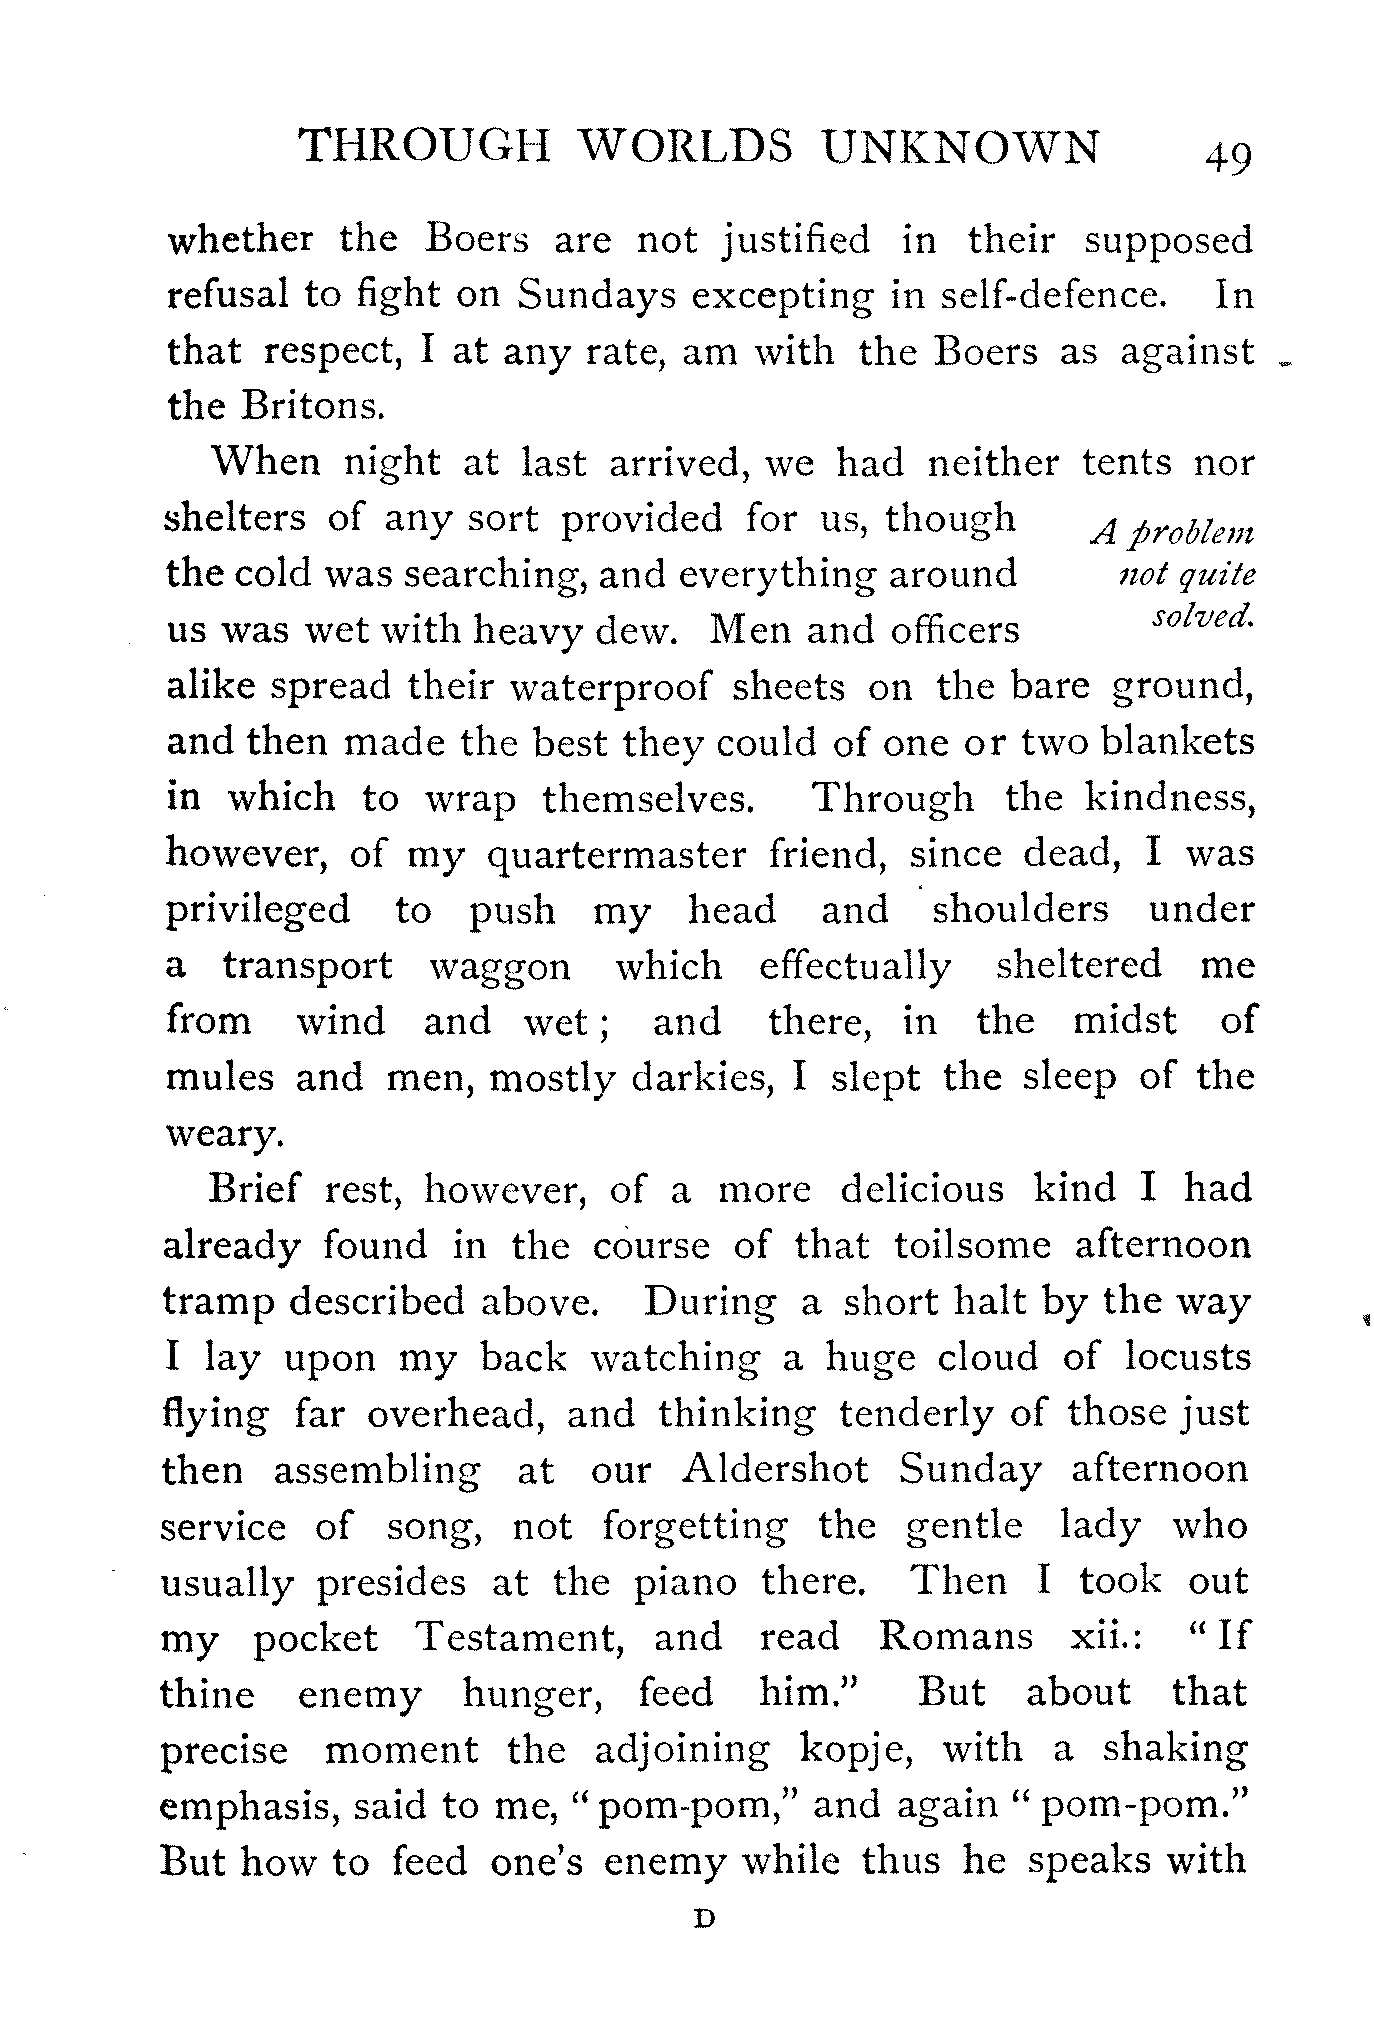 THROUGH WORLDS UNKNOWN 49
whether the Boers are not justified in their supposed
refusal to fight on Sundays excepting in self-defence. In
that respect, I at any rate, am with the Boers as against
the Britons.
When night at last arrived, we had neither tents nor
shelters of any sort provided for us, though
the cold was searching, and everything around
us was wet with heavy dew. Men and officers
A problem
not quite
solved.
alike spread their waterproof sheets on the bare ground,
and then made the best they could of one or two blankets
in which to wrap themselves. Through the kindness,
however, of my quartermaster friend, since dead, I was
privileged to push my head and shoulders under
a transport waggon which effectually sheltered me
from wind and wet; and there, in the midst of
mules and men, mostly darkies, I slept the sleep of the
weary.
Brief rest, however, of a more delicious kind I had
already found in the course of that toilsome afternoon
tramp described above. During a short halt by the way
I lay upon my back watching a huge cloud of locusts
flying far overhead, and thinking tenderly of those just
then assembling at our Aldershot Sunday afternoon
service of song, not forgetting the gentle lady who
usually presides at the piano there. Then I took out
my pocket Testament, and read Romans xii.: "If
thine enemy hunger, feed him." But about that
precise moment the adjoining kopje, with a shaking
emphasis, said to me, "pom-pom," and again "pom-pom."
But how to feed one's enemy while thus he speaks with
D